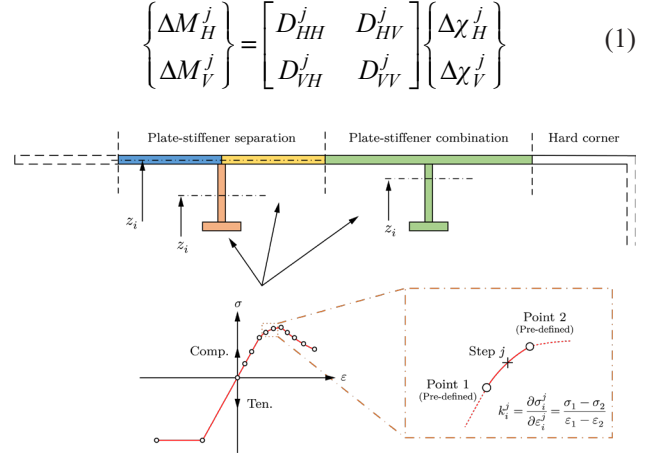 {ΔM_H^j ΔM_V^j} = [D_HH^j D_HV^j D_VH^j D_VV^j] {Δχ_H^j Δχ_V^j} (1)
Plate-stiffener separation
Plate-stiffener combination
Hard corner
z_i
z_i
z_i
σ
Comp.
ε
Ten.
Point 2
(Pre-defined)
Step j
Point 1
(Pre-defined)
k_i^j = ∂σ_i^j / ∂ε_i^j = σ_1 − σ_2 / ε_1 − ε_2